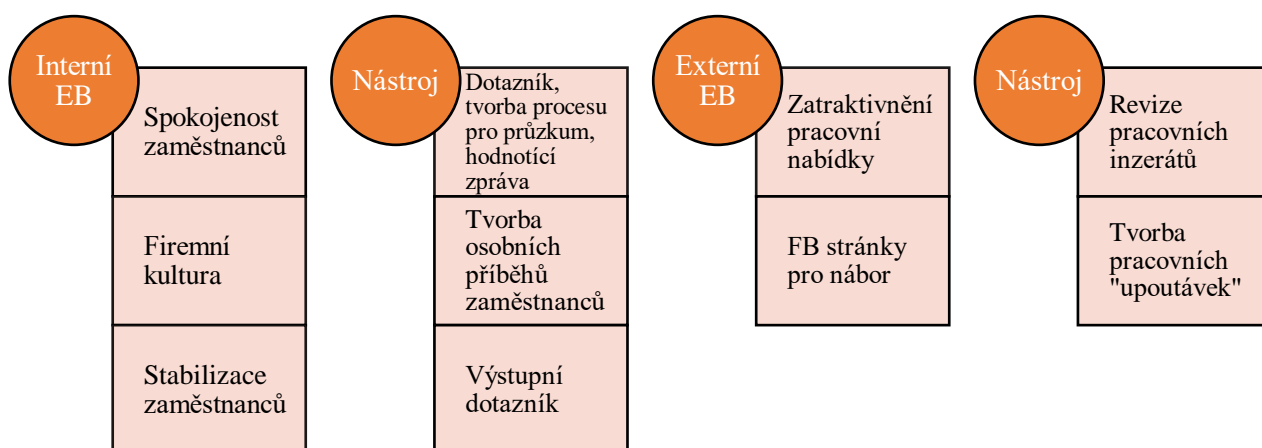 Interní
EB
Spokojenost
zaměstnanců
Firemní
kultura
Stabilizace
zaměstnanců
Nástroj
Dotazník,
tvorba procesu
pro průzkum,
hodnotící
zpráva
Tvorba
osobních
příběhů
zaměstnanců
Výstupní
dotazník
Externí
EB
Zatraktivnění
pracovní
nabídky
FB stránky
pro nábor
Nástroj
Revize
pracovních
inzerátů
Tvorba
pracovních
"upoutávek"